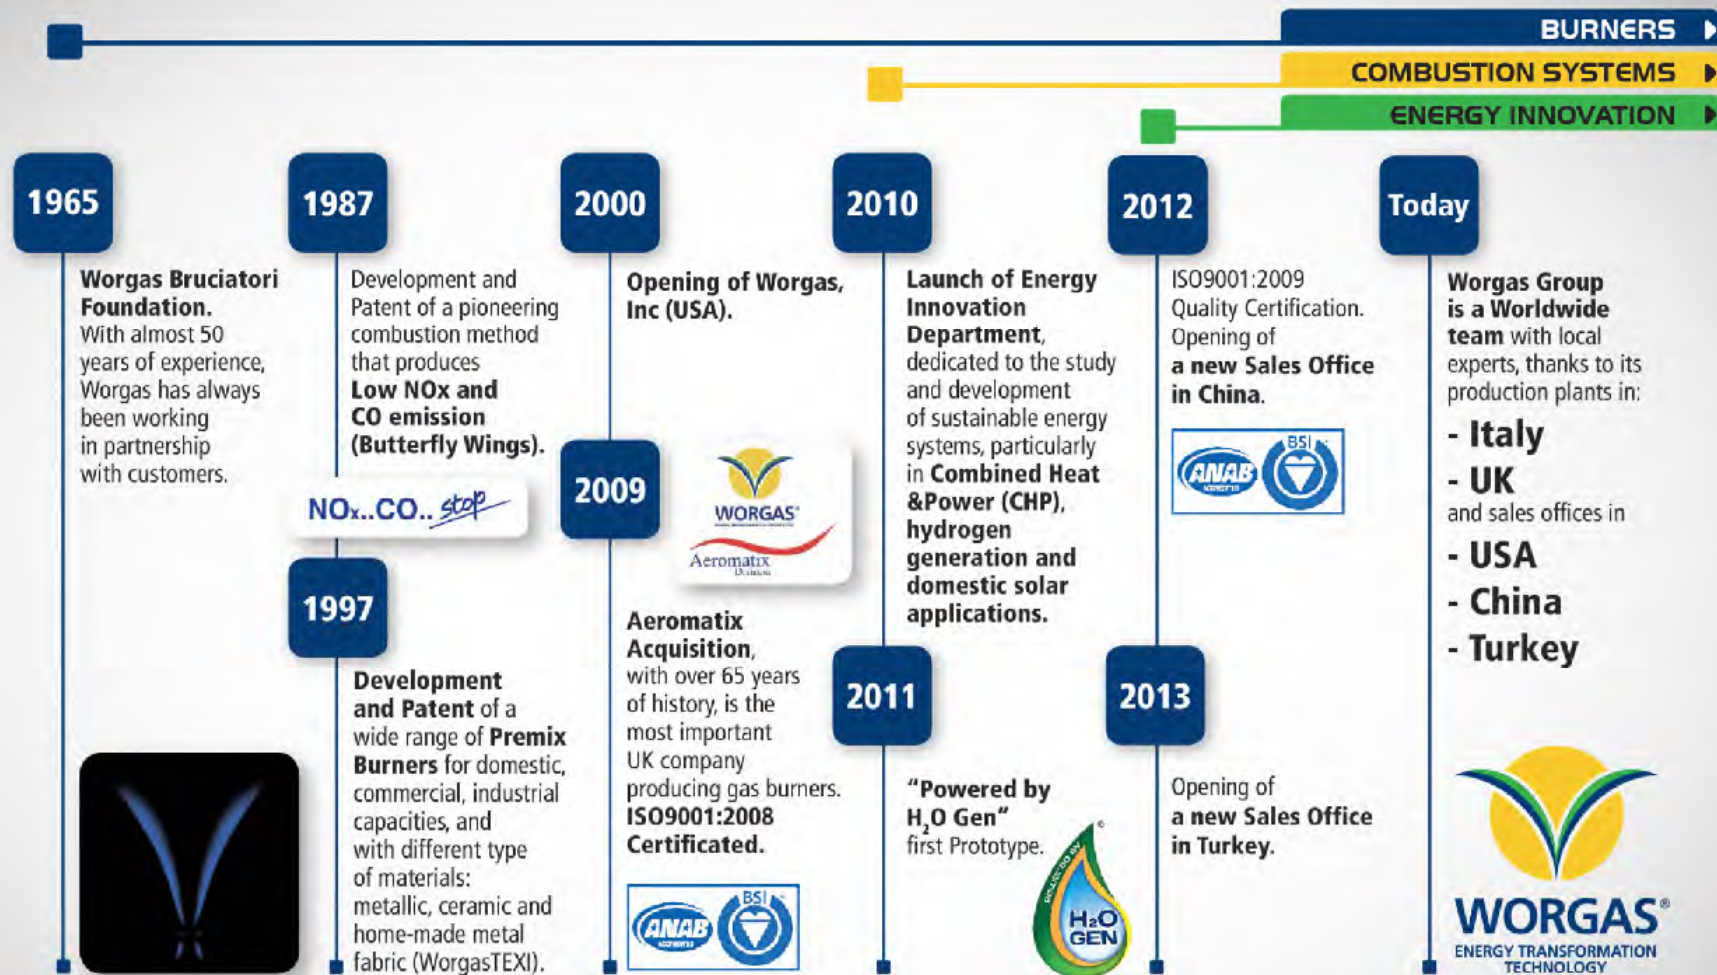 BURNERS
COMBUSTION SYSTEMS
ENERGY INNOVATION
1965
Worgas Bruciatori
Foundation.
With almost 50
years of experience,
Worgas has always
been working
in partnership
with customers.
1987
Development and
Patent of a pioneering
combustion method
that produces
Low NOx and
CO emission
(Butterfly Wings).
NOx..CO.. stop
1997
Development
and Patent of a
wide range of Premix
Burners for domestic,
commercial, industrial
capacities, and
with different type
of materials:
metallic, ceramic and
home-made metal
fabric (WorgasTEXI).
2000
Opening of Worgas,
Inc (USA).
2009
WORGAS®
Aeromatix
Division
Aeromatix
Acquisition,
with over 65 years
of history, is the
most important
UK company
producing gas burners.
ISO9001:2008
Certificated.
ANAB
ACCREDITED
BSI
2010
Launch of Energy
Innovation
Department,
dedicated to the study
and development
of sustainable energy
systems, particularly
in Combined Heat
&Power (CHP),
hydrogen
generation and
domestic solar
applications.
2011
“Powered by
H₂O Gen”
first Prototype.
©
POWERED BY
H₂O
GEN
2012
ISO9001:2009
Quality Certification.
Opening of
a new Sales Office
in China.
ANAB
ACCREDITED
BSI
2013
Opening of
a new Sales Office
in Turkey.
Today
Worgas Group
is a Worldwide
team with local
experts, thanks to its
production plants in:
- Italy
- UK
and sales offices in
- USA
- China
- Turkey
WORGAS®
ENERGY TRANSFORMATION
TECHNOLOGY